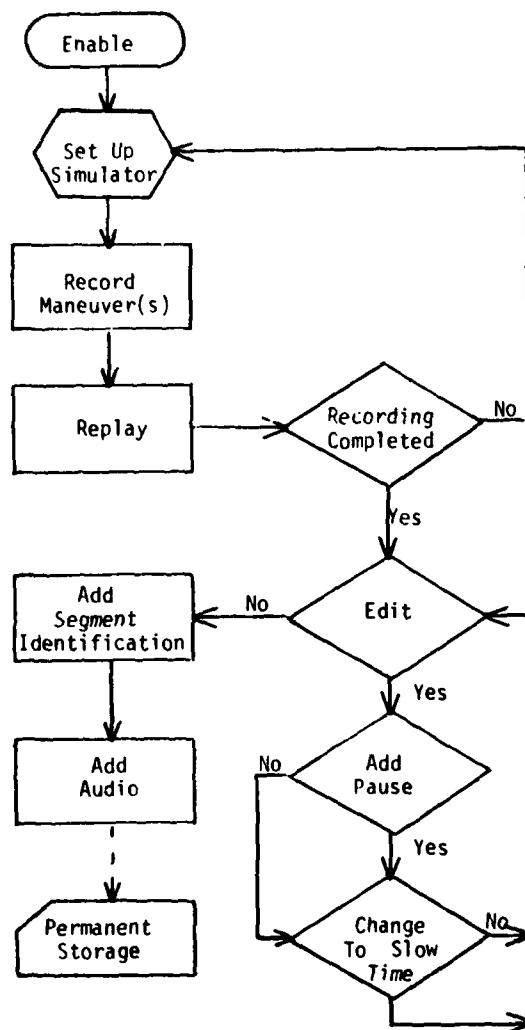 Enable
Set Up
Simulator
Record
Maneuver(s)
Replay
Recording
Completed
No
Yes
Add
Segment
Identification
No
Edit
Yes
Add
Audio
No
Add
Pause
Yes
Permanent
Storage
Change
To Slow
Time
No